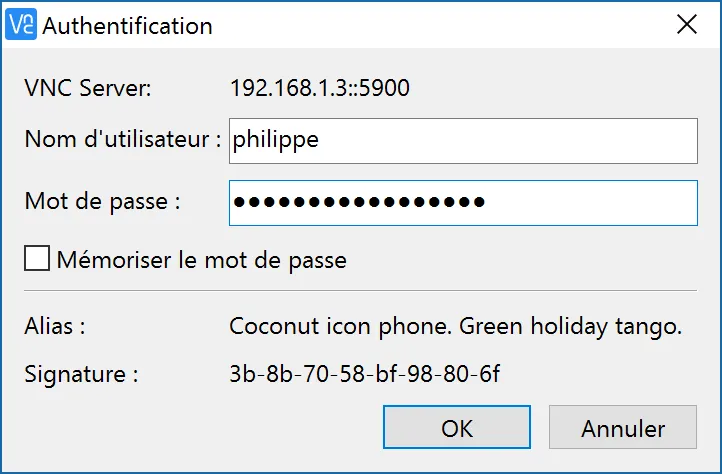 VNC Authentification
VNC Server: 192.168.1.3::5900
Nom d'utilisateur : philippe
Mot de passe : •••••••••••••••••
Mémoriser le mot de passe
Alias : Coconut icon phone. Green holiday tango.
Signature : 3b-8b-70-58-bf-98-80-6f
OK Annuler